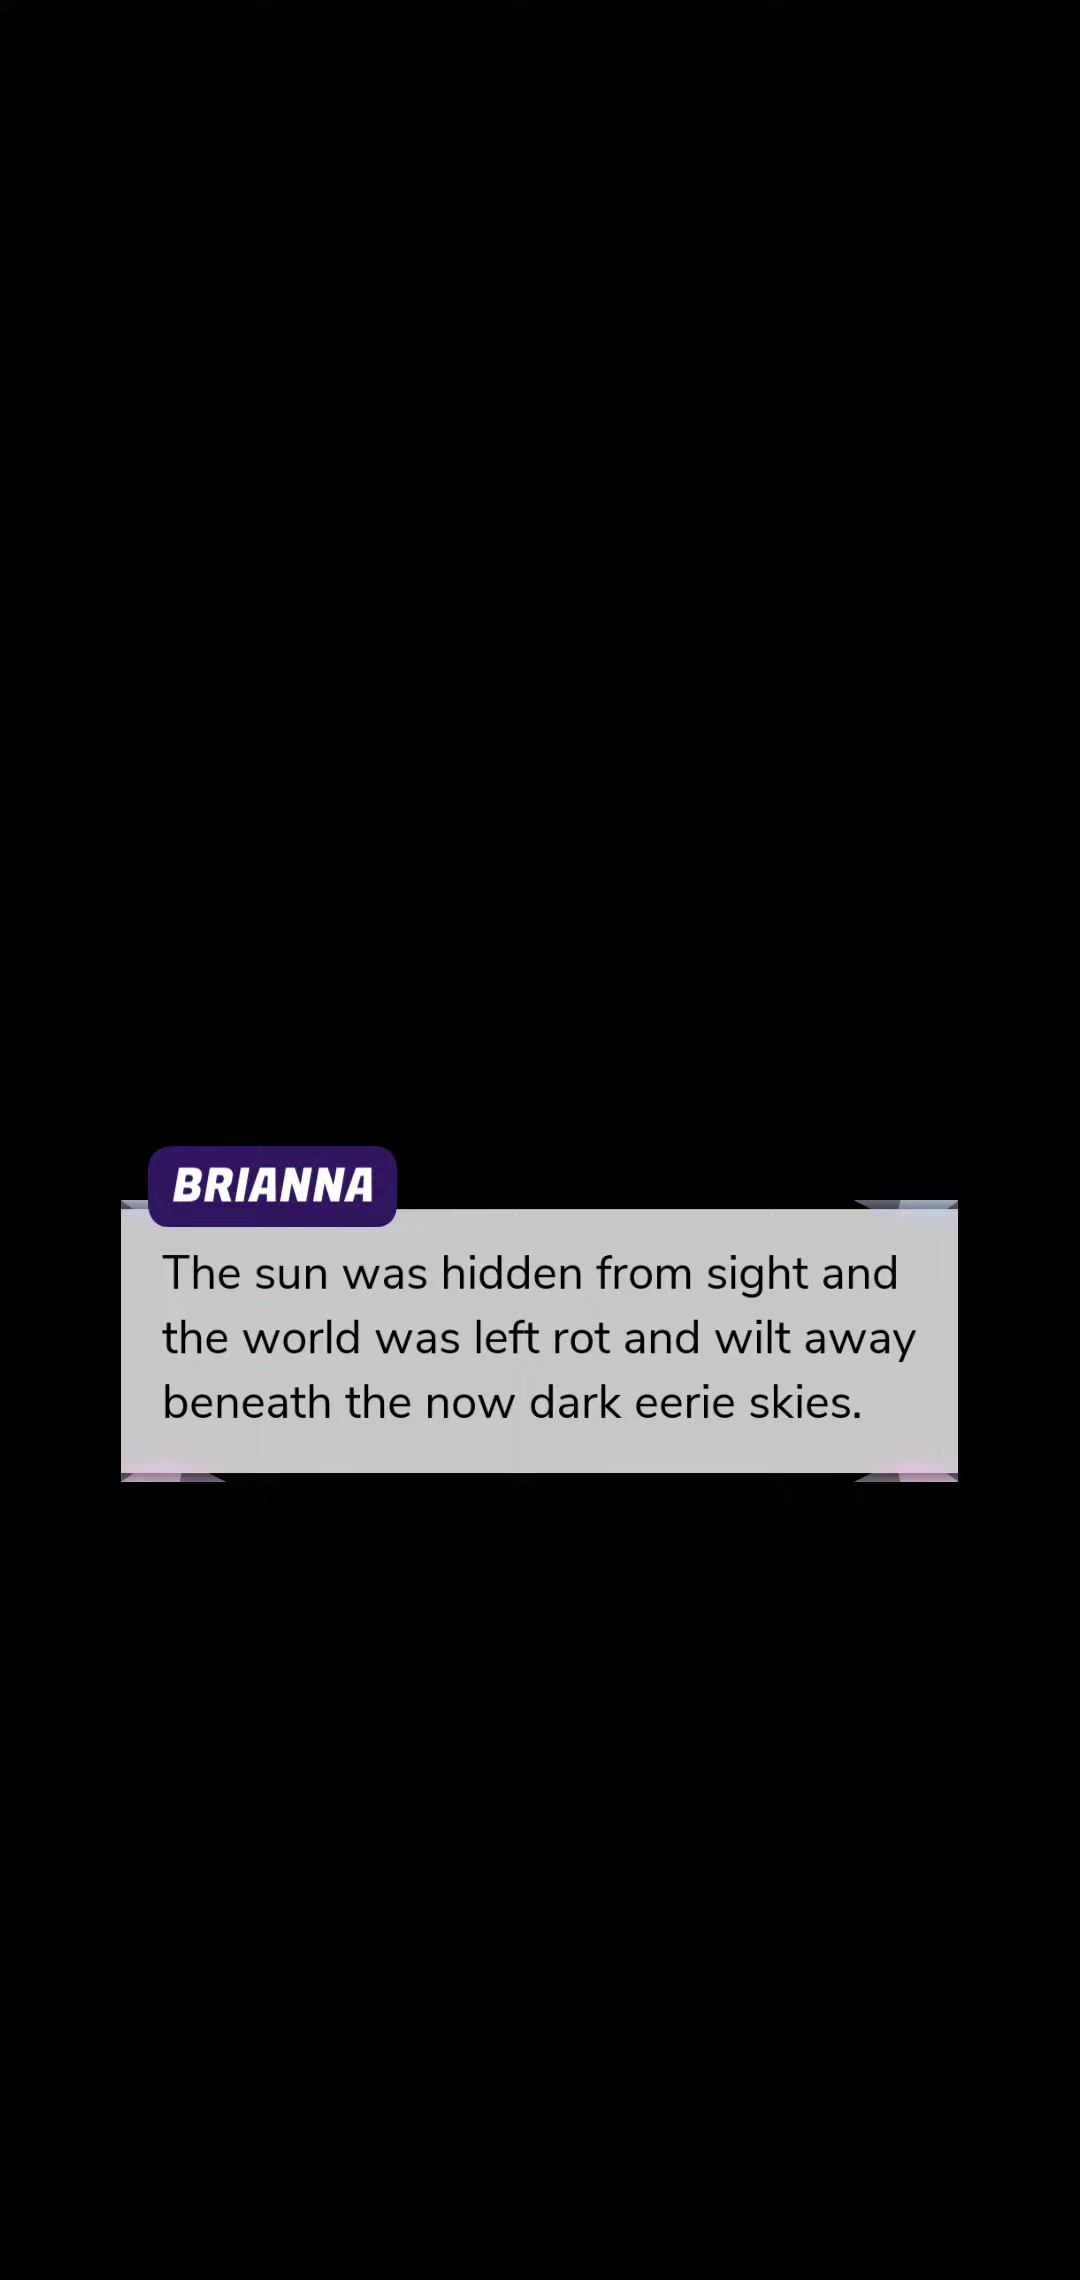 BRIANNA
The sun was hidden from sight and
the world was left rot and wilt away
beneath the now dark eerie skies.